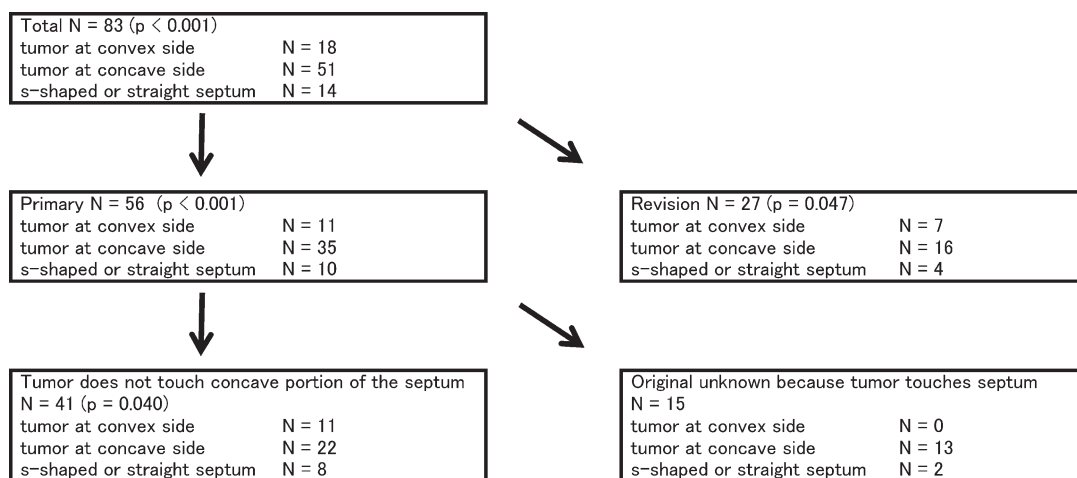 Total N = 83 (p < 0.001)
tumor at convex side N = 18
tumor at concave side N = 51
s-shaped or straight septum N = 14
Primary N = 56 (p < 0.001)
tumor at convex side N = 11
tumor at concave side N = 35
s-shaped or straight septum N = 10
Revision N = 27 (p = 0.047)
tumor at convex side N = 7
tumor at concave side N = 16
s-shaped or straight septum N = 4
Tumor does not touch concave portion of the septum
N = 41 (p = 0.040)
tumor at convex side N = 11
tumor at concave side N = 22
s-shaped or straight septum N = 8
Original unknown because tumor touches septum
N = 15
tumor at convex side N = 0
tumor at concave side N = 13
s-shaped or straight septum N = 2